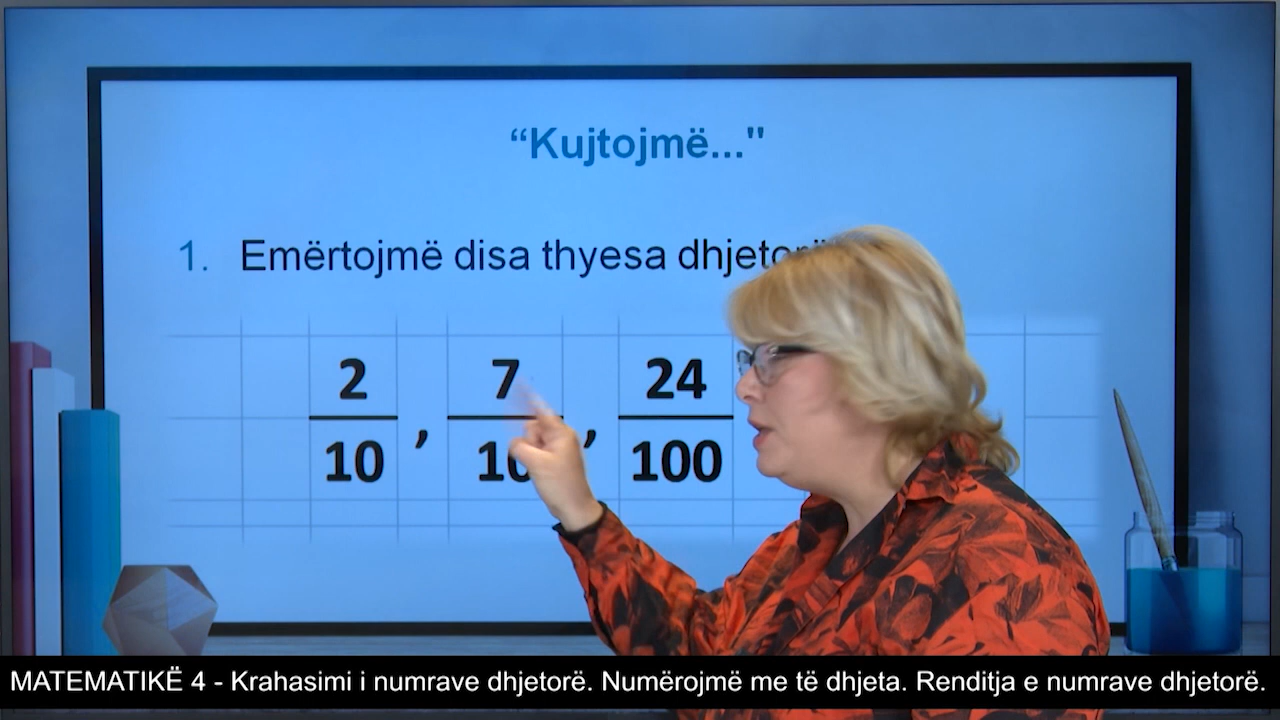 “Kujtojmë..."
1. Emërtojmë disa thyesa
2 7 24
10 , 10 , 100
MATEMATIKË 4 - Krahasimi i numrave dhjetorë. Numërojmë me të dhjeta. Renditja e numrave dhjetorë.